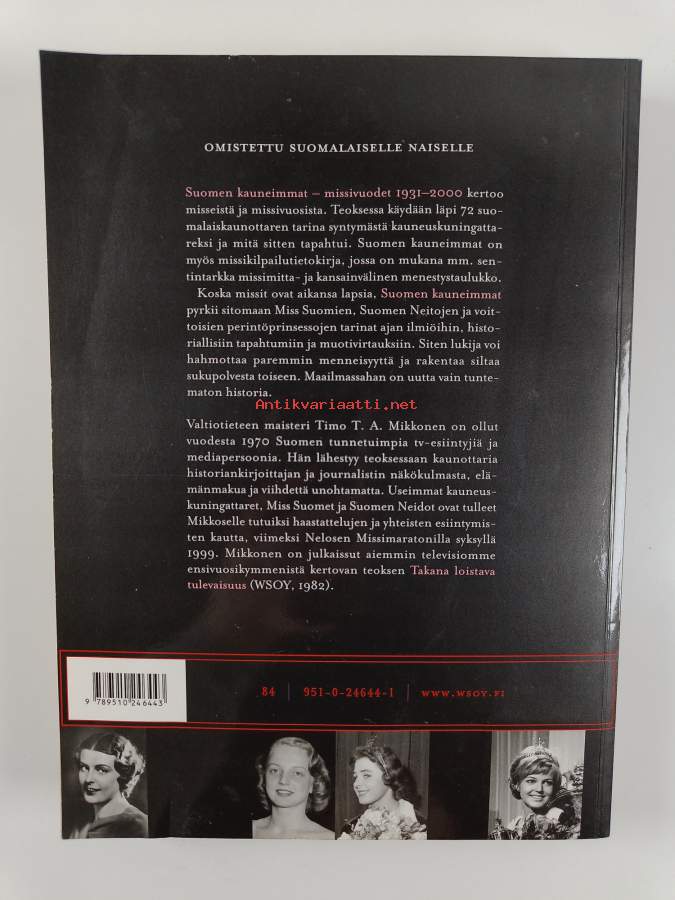 OMISTETTU SUOMALAISELLE NAISELLE
Suomen kauneimmat – missivuodet 1931–2000 kertoo
misseistä ja missivuosista. Teoksessa käydään läpi 72 suo-
malaiskaunottaren tarina syntymästä kauneuskuningatta-
reksi ja mitä sitten tapahtui. Suomen kauneimmat on
myös missikilpailutietokirja, jossa on mukana mm. sen-
tintarkka missimitta- ja kansainvälinen menestystaulukko.
Koska missit ovat aikansa lapsia, Suomen kauneimmat
pyrkii sitomaan Miss Suomien, Suomen Neitojen ja voit-
toisien perintöprinsessojen tarinat ajan ilmiöihin, histo-
riallisiin tapahtumiin ja muotivirtauksiin. Siten lukija voi
hahmottaa paremmin menneisyyttä ja rakentaa siltaa
sukupolvesta toiseen. Maailmassahan on uutta vain tunte-
maton historia.
Antikvariaatti.net
Valtiotieteen maisteri Timo T. A. Mikkonen on ollut
vuodesta 1970 Suomen tunnetuimpia tv-esiintyjiä ja
mediapersoonia. Hän lähestyy teoksessaan kaunottaria
historiankirjoittajan ja journalistin näkökulmasta, elä-
mänmakua ja viihdettä unohtamatta. Useimmat kauneus-
kuningattaret, Miss Suomet ja Suomen Neidot ovat tulleet
Mikkoselle tutuiksi haastattelujen ja yhteisten esiintymis-
ten kautta, viimeksi Nelosen Missimaratonilla syksyllä
1999. Mikkonen on julkaissut aiemmin televisiomme
ensivuosikymmenistä kertovan teoksen Takana loistava
tulevaisuus (WSOY, 1982).
84 | 951-0-24644-1 | WWW.WSOY.FI
9 789510 246443